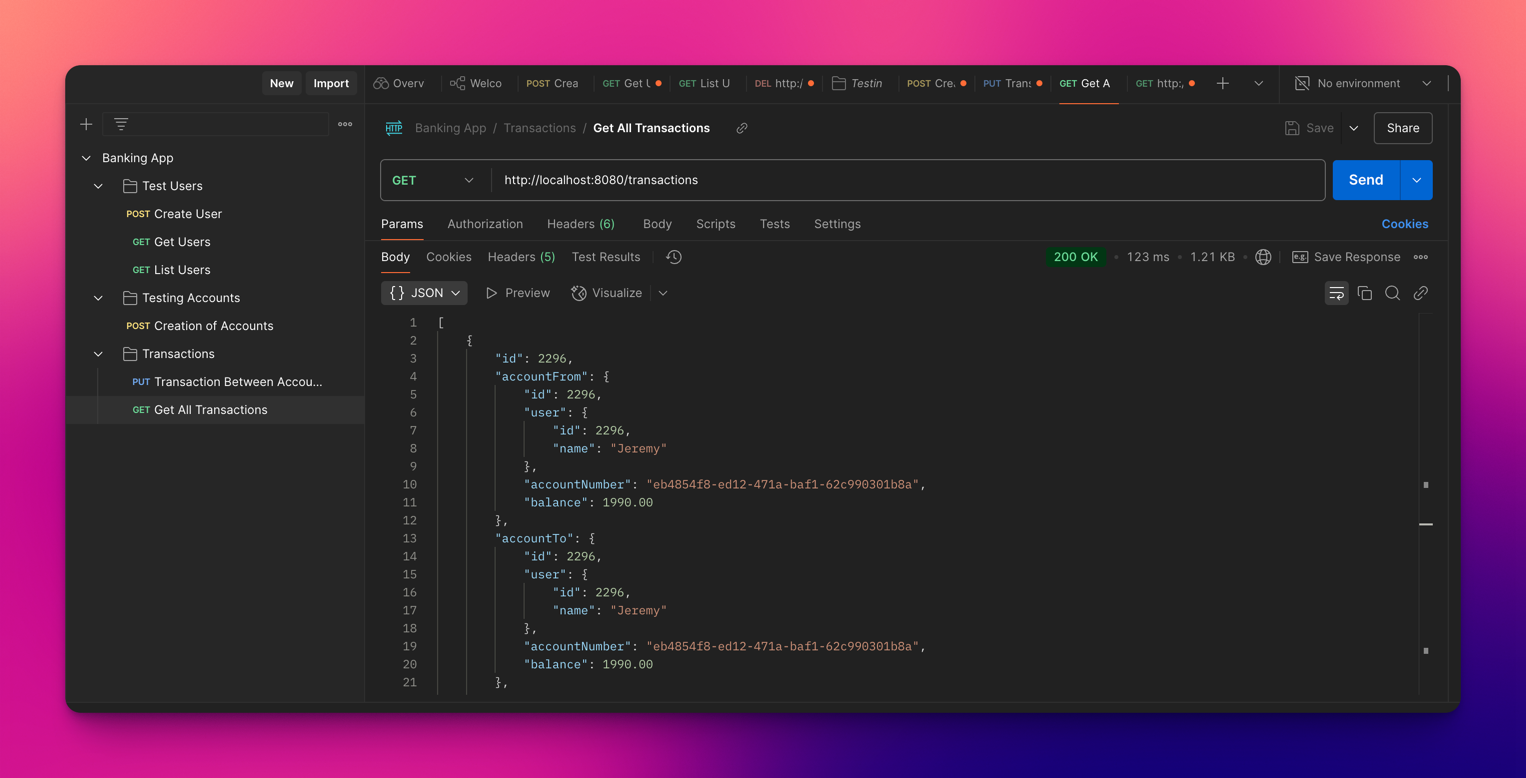 New Import
Overv
Welco
POST Crea
GET Get U
GET List U
DEL http:/
Testin
POST Cre
PUT Trans
GET Get A
GET http:,
No environment
Banking App / Transactions / Get All Transactions
Save
Share
Banking App
Test Users
POST Create User
GET Get Users
GET List Users
Testing Accounts
POST Creation of Accounts
Transactions
PUT Transaction Between Accou...
GET Get All Transactions
GET http://localhost:8080/transactions
Send
Params Authorization Headers (6) Body Scripts Tests Settings Cookies
Body Cookies Headers (5) Test Results 200 OK • 123 ms • 1.21 KB • e.g. Save Response
{} JSON Preview Visualize
1 [
2 {
3 "id": 2296,
4 "accountFrom": {
5 "id": 2296,
6 "user": {
7 "id": 2296,
8 "name": "Jeremy"
9 },
10 "accountNumber": "eb4854f8-ed12-471a-baf1-62c990301b8a",
11 "balance": 1990.00
12 },
13 "accountTo": {
14 "id": 2296,
15 "user": {
16 "id": 2296,
17 "name": "Jeremy"
18 },
19 "accountNumber": "eb4854f8-ed12-471a-baf1-62c990301b8a",
20 "balance": 1990.00
21 },